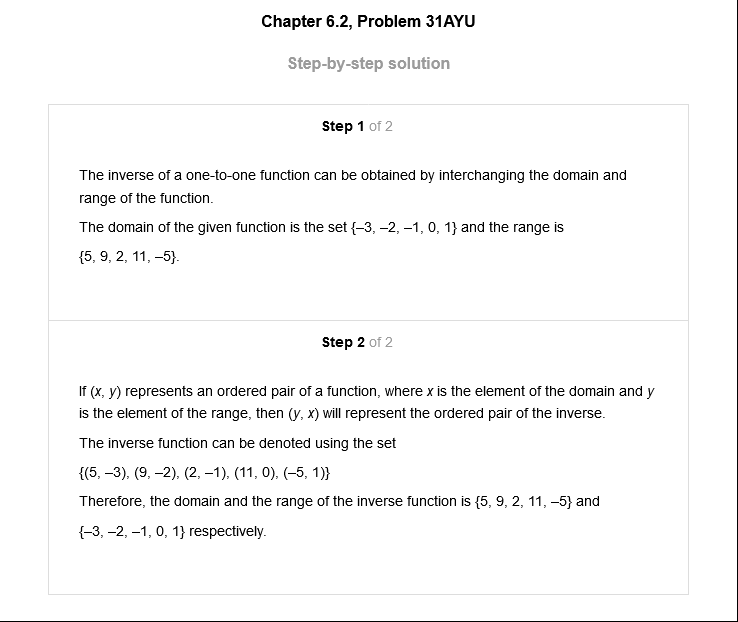 Chapter 6.2, Problem 31AYU
Step-by-step solution
Step 1 of 2
The inverse of a one-to-one function can be obtained by interchanging the domain and
range of the function.
The domain of the given function is the set {–3, –2, –1, 0, 1} and the range is
{5, 9, 2, 11, –5}.
Step 2 of 2
If (x, y) represents an ordered pair of a function, where x is the element of the domain and y
is the element of the range, then (y, x) will represent the ordered pair of the inverse.
The inverse function can be denoted using the set
{(5, –3), (9, –2), (2, –1), (11, 0), (–5, 1)}
Therefore, the domain and the range of the inverse function is {5, 9, 2, 11, –5} and
{–3, –2, –1, 0, 1} respectively.